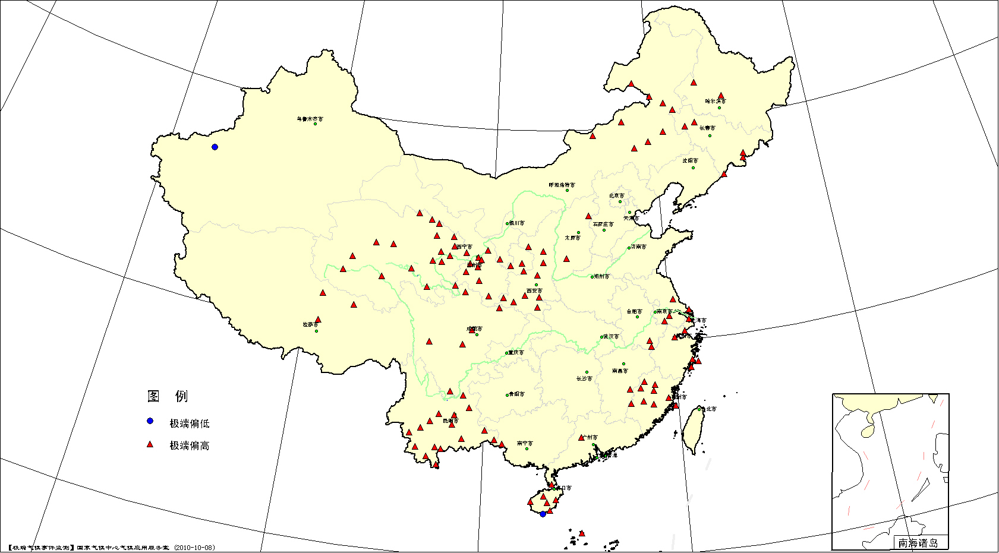 哈尔滨市
乌鲁木齐市
长春市
沈阳市
呼和浩特市
北京市
天津市
银川市
石家庄市
太原市
西宁市
济南市
兰州市
郑州市
西安市
合肥市
南京市
上海市
拉萨市
成都市
武汉市
杭州市
重庆市
南昌市
长沙市
贵阳市
福州市
台北市
昆明市
广州市
南宁市
香港
海口市
图 例
极端偏低
极端偏高
南海诸岛
【极端气候事件监测】国家气候中心气候应用服务室 (2010-10-08)